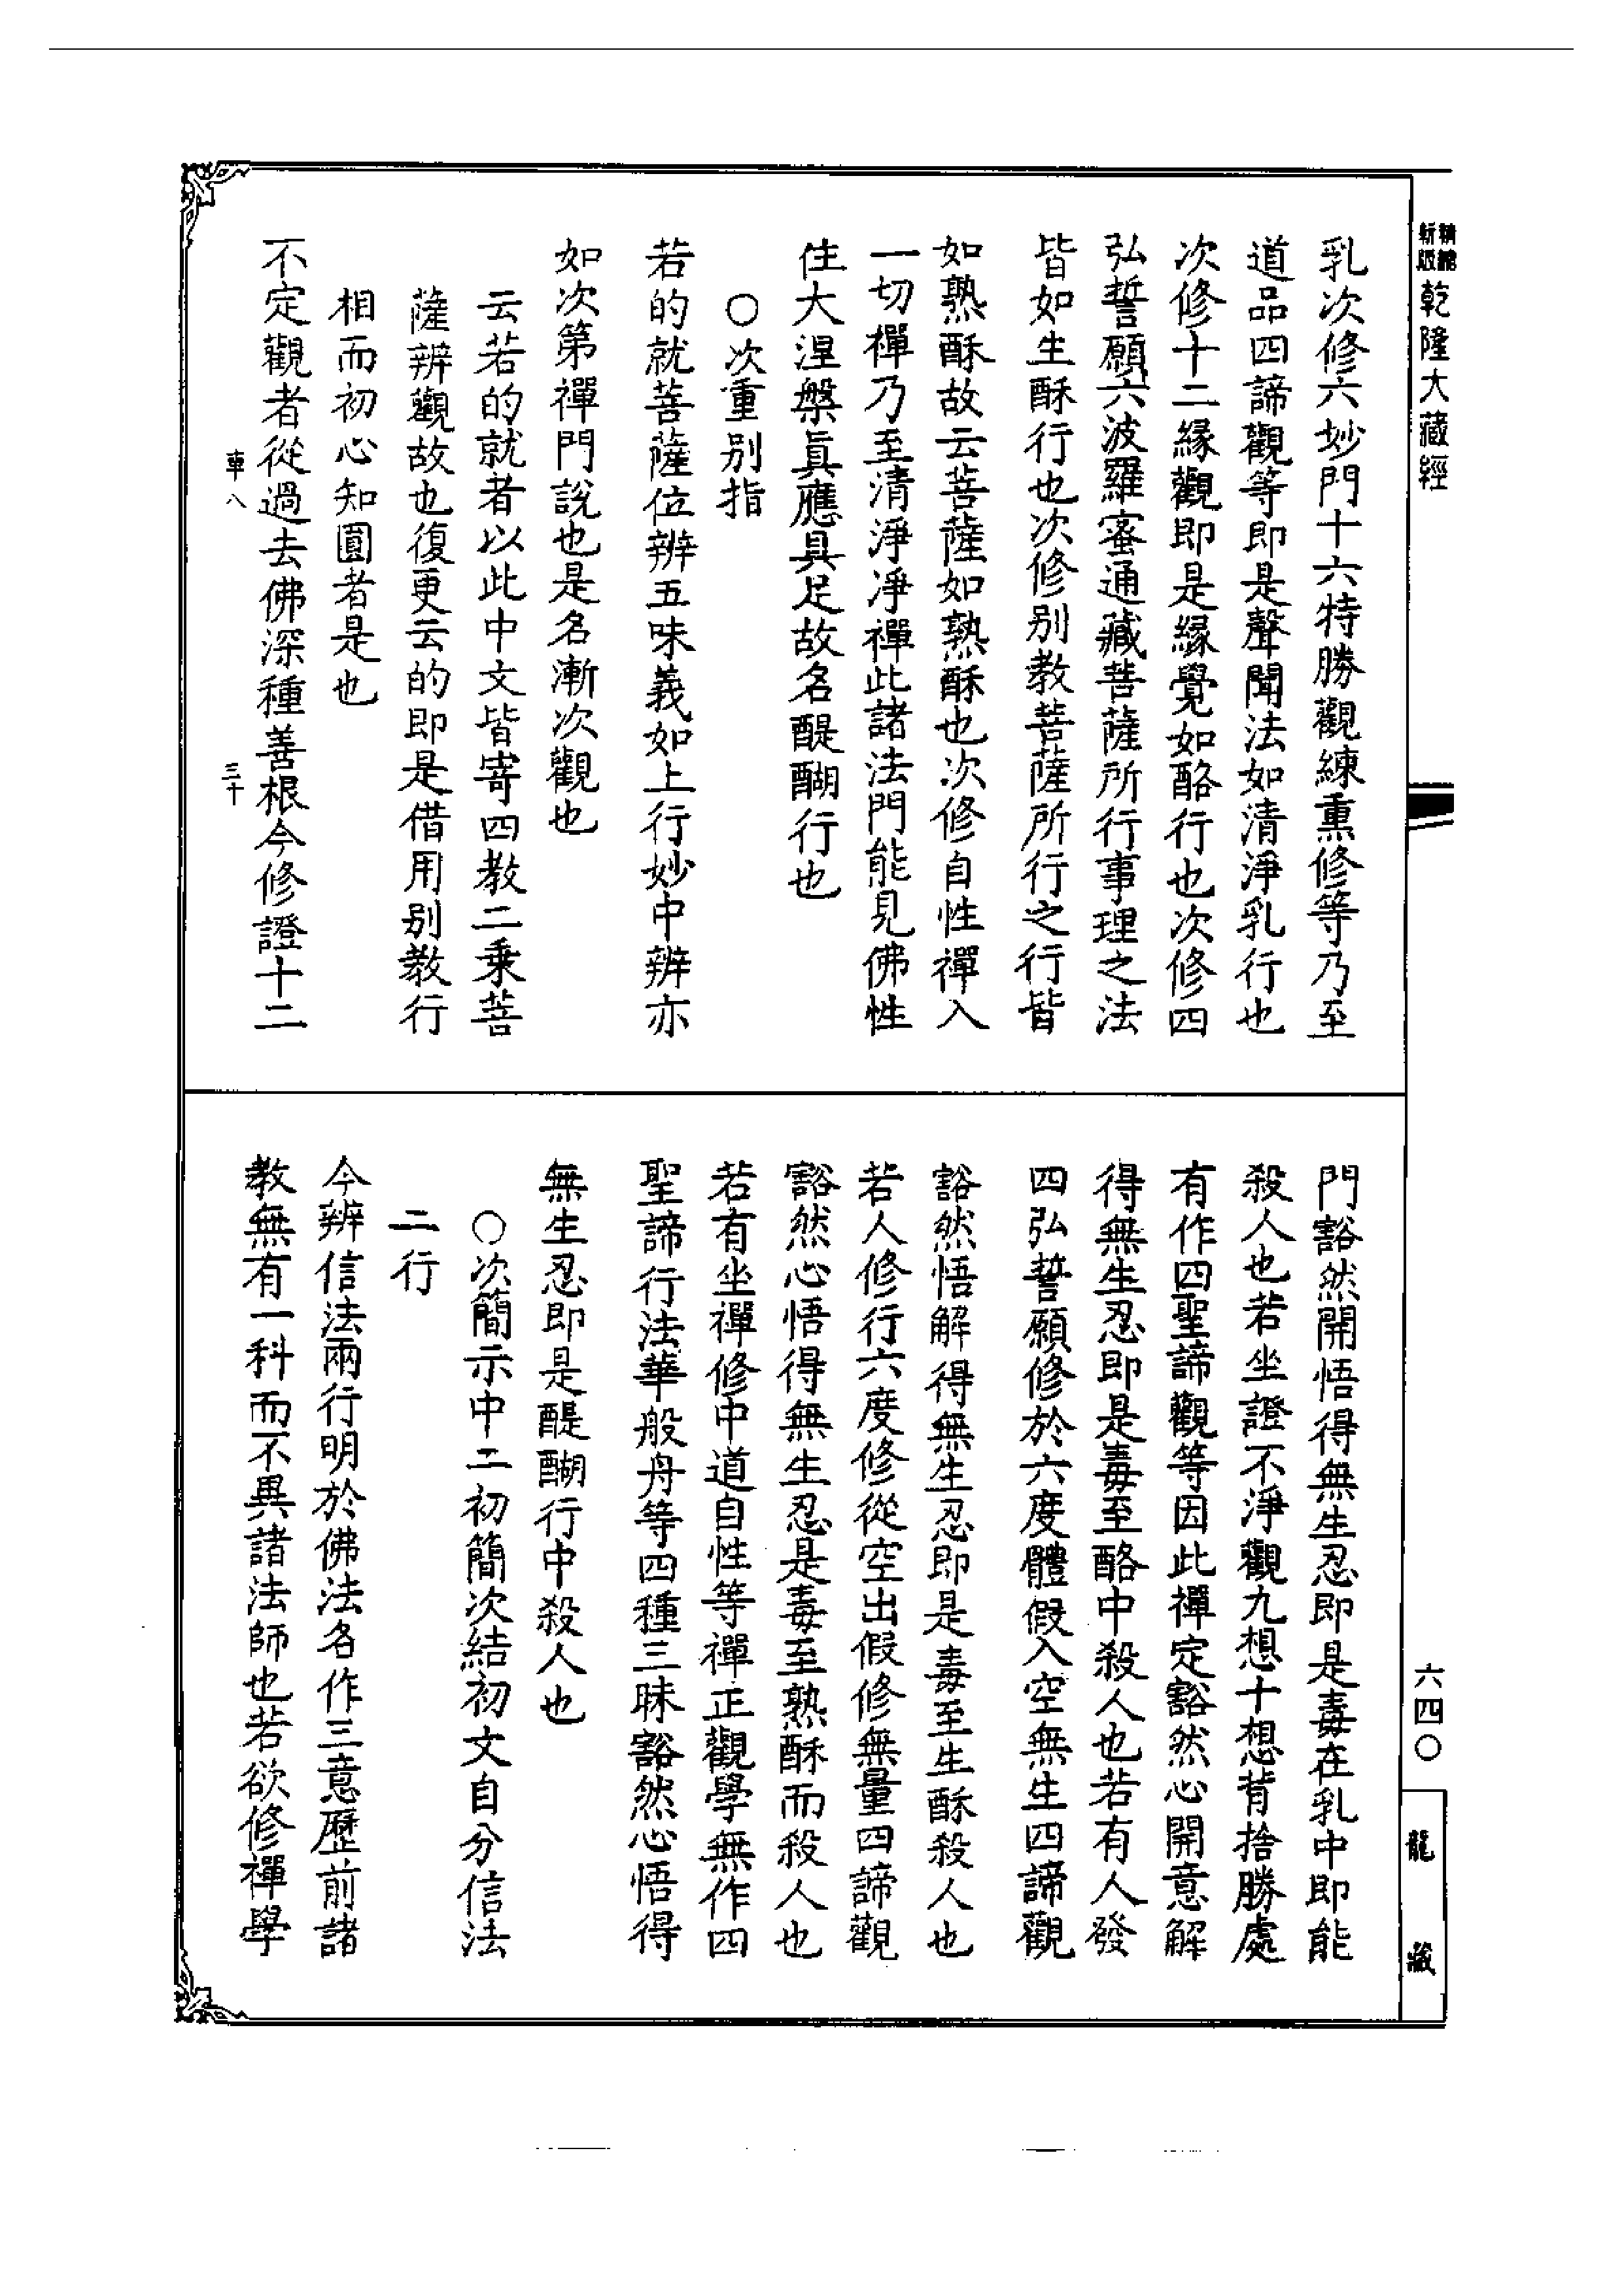 精縮
新版
乾隆大藏經
乳次修六妙門十六特勝觀練熏修等乃至
道品四諦觀等即是聲聞法如清淨乳行也
次修十二緣觀即是緣覺如酪行也次修四
弘誓願六波羅蜜通藏菩薩所行事理之法
皆如生酥行也次修別教菩薩所行之行皆
如熟酥故云菩薩如熟酥也次修自性禪入
一切禪乃至清淨淨禪此諸法門能見佛性
住大涅槃眞應具足故名醍醐行也
○次重別指
若的就菩薩位辨五味義如上行妙中辨亦
如次第禪門說也是名漸次觀也
云若的就者以此中文皆寄四教二乘菩
薩辨觀故也復更云的即是借用別教行
相而初心知圓者是也
不定觀者從過去佛深種善根今修證十二
車八
三十
門豁然開悟得無生忍即是毒在乳中即能
殺人也若坐證不淨觀九想十想背捨勝處
有作四聖諦觀等因此禪定豁然心開意解
得無生忍即是毒至酪中殺人也若有人發
四弘誓願修於六度體假入空無生四諦觀
豁然悟解得無生忍即是毒至生酥殺人也
若人修行六度修從空出假修無量四諦觀
豁然心悟得無生忍是毒至熟酥而殺人也
若有坐禪修中道自性等禪正觀學無作四
聖諦行法華般舟等四種三昧豁然心悟得
無生忍即是醍醐行中殺人也
○次簡示中二初簡次結初文自分信法
二行
今辨信法兩行明於佛法各作三意歷前諸
教無有一科而不異諸法師也若欲修禪學
六四○
龍藏